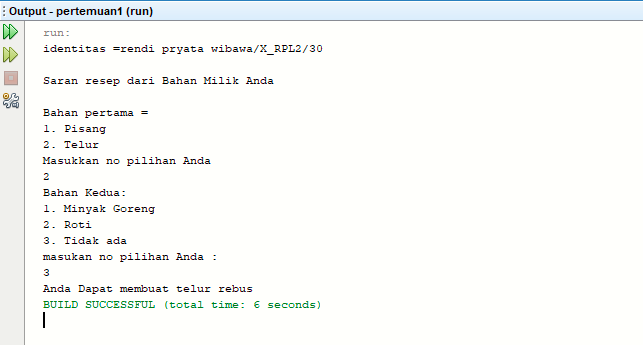 Output - pertemuan1 (run)
run:
identitas =rendi pryata wibawa/X_RPL2/30
Saran resep dari Bahan Milik Anda
Bahan pertama =
1. Pisang
2. Telur
Masukkan no pilihan Anda
2
Bahan Kedua:
1. Minyak Goreng
2. Roti
3. Tidak ada
masukan no pilihan Anda :
3
Anda Dapat membuat telur rebus
BUILD SUCCESSFUL (total time: 6 seconds)